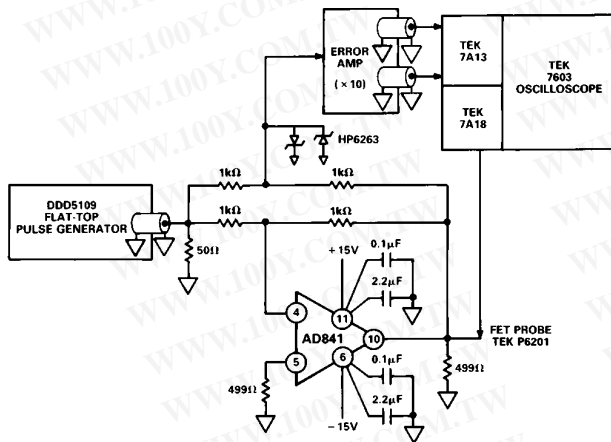 ERROR
AMP
(×10)
TEK
7A13
TEK
7603
OSCILLOSCOPE
TEK
7A18
HP6263
1kΩ
1kΩ
DDD5109
FLAT-TOP
PULSE GENERATOR
1kΩ
1kΩ
50Ω
+15V
0.1μF
2.2μF
4
11
AD841
10
5
6
FET PROBE
TEK P6201
499Ω
0.1μF
2.2μF
499Ω
−15V
WWW.100Y.COM.TW